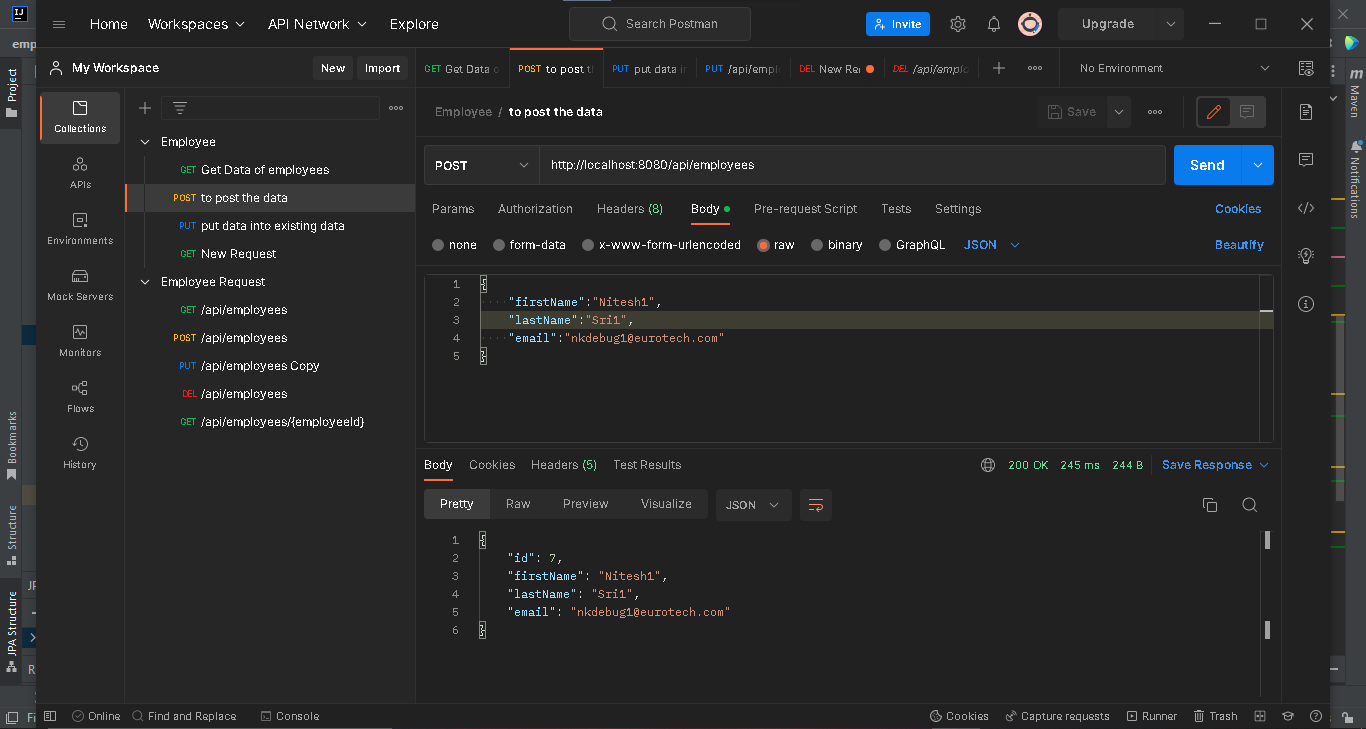 IJ
Home Workspaces API Network Explore Search Postman Invite Upgrade
emp
My Workspace New Import
GET Get Data o POST to post th PUT put data in PUT /api/empl DEL New Re DEL /api/emplo No Environment
Project
Collections
APIs
Environments
Mock Servers
Monitors
Flows
History
Employee
GET Get Data of employees
POST to post the data
PUT put data into existing data
GET New Request
Employee Request
GET /api/employees
POST /api/employees
PUT /api/employees Copy
DEL /api/employees
GET /api/employees/{employeeId}
Employee / to post the data Save
POST http://localhost:8080/api/employees Send
Params Authorization Headers (8) Body Pre-request Script Tests Settings Cookies
none form-data x-www-form-urlencoded raw binary GraphQL JSON Beautify
1 {
2 "firstName":"Nitesh1",
3 "lastName":"Sri1",
4 "email":"nkdebug1@eurotech.com"
5 }
Body Cookies Headers (5) Test Results 200 OK 245 ms 244 B Save Response
Pretty Raw Preview Visualize JSON
1 {
2 "id": 7,
3 "firstName": "Nitesh1",
4 "lastName": "Sri1",
5 "email": "nkdebug1@eurotech.com"
6 }
Bookmarks
Structure
JPA Structure
JP
R
Fi
m
Maven
Notifications
Online Find and Replace Console Cookies Capture requests Runner Trash